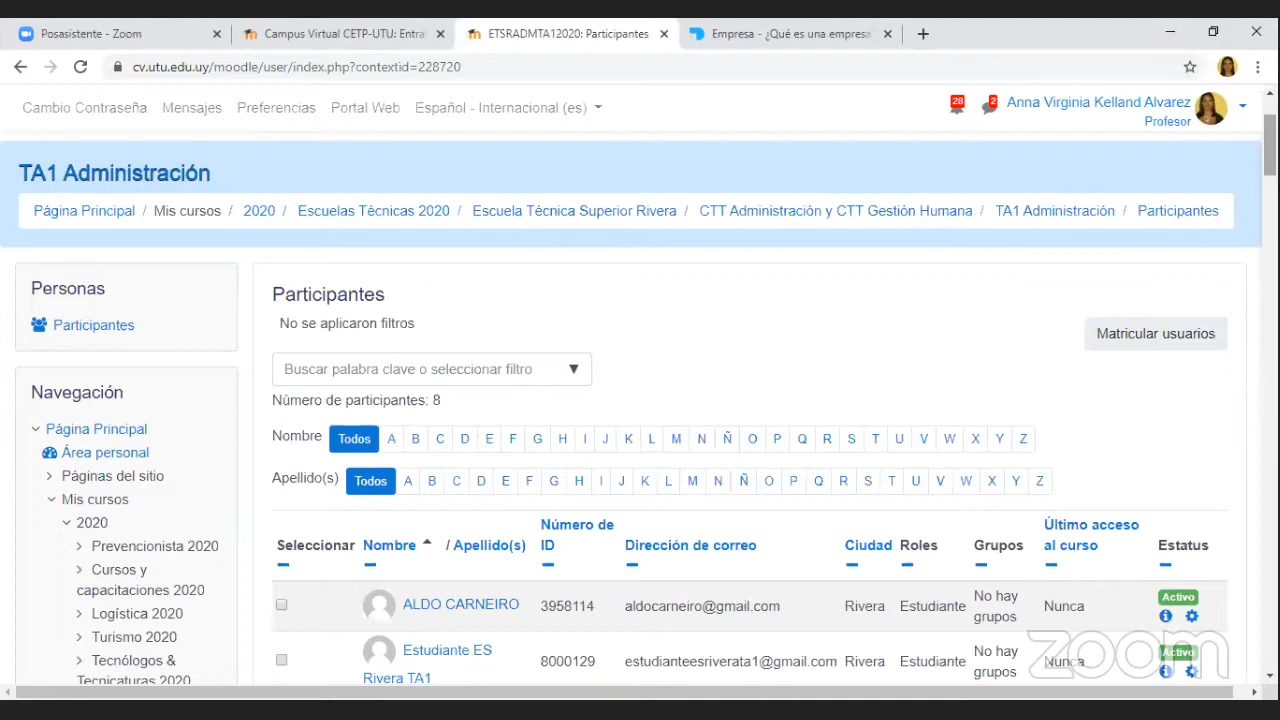 Posasistente - Zoom
Campus Virtual CETP-UTU: Entra
ETSRADMTA12020: Participantes
Empresa - ¿Qué es una empresa
cv.utu.edu.uy/moodle/user/index.php?contextid=228720
Cambio Contraseña Mensajes Preferencias Portal Web Español - Internacional (es)
28
2
Anna Virginia Kelland Alvarez
Profesor
TA1 Administración
Página Principal / Mis cursos / 2020 / Escuelas Técnicas 2020 / Escuela Técnica Superior Rivera / CTT Administración y CTT Gestión Humana / TA1 Administración / Participantes
Personas
Participantes
Navegación
Página Principal
Área personal
Páginas del sitio
Mis cursos
2020
Prevencionista 2020
Cursos y
capacitaciones 2020
Logística 2020
Turismo 2020
Tecnólogos &
Tecnicaturas 2020
Participantes
No se aplicaron filtros
Matricular usuarios
Buscar palabra clave o seleccionar filtro ▼
Número de participantes: 8
Nombre Todos A B C D E F G H I J K L M N Ñ O P Q R S T U V W X Y Z
Apellido(s) Todos A B C D E F G H I J K L M N Ñ O P Q R S T U V W X Y Z
Seleccionar
Nombre / Apellido(s)
Número de
ID
Dirección de correo
Ciudad
Roles
Grupos
Último acceso
al curso
Estatus
ALDO CARNEIRO
3958114
aldocarneiro@gmail.com
Rivera
Estudiante
No hay
grupos
Nunca
Activo
Estudiante ES
Rivera TA1
8000129
estudianteesriverata1@gmail.com
Rivera
Estudiante
No hay
grupos
Nunca
Activo
zoom